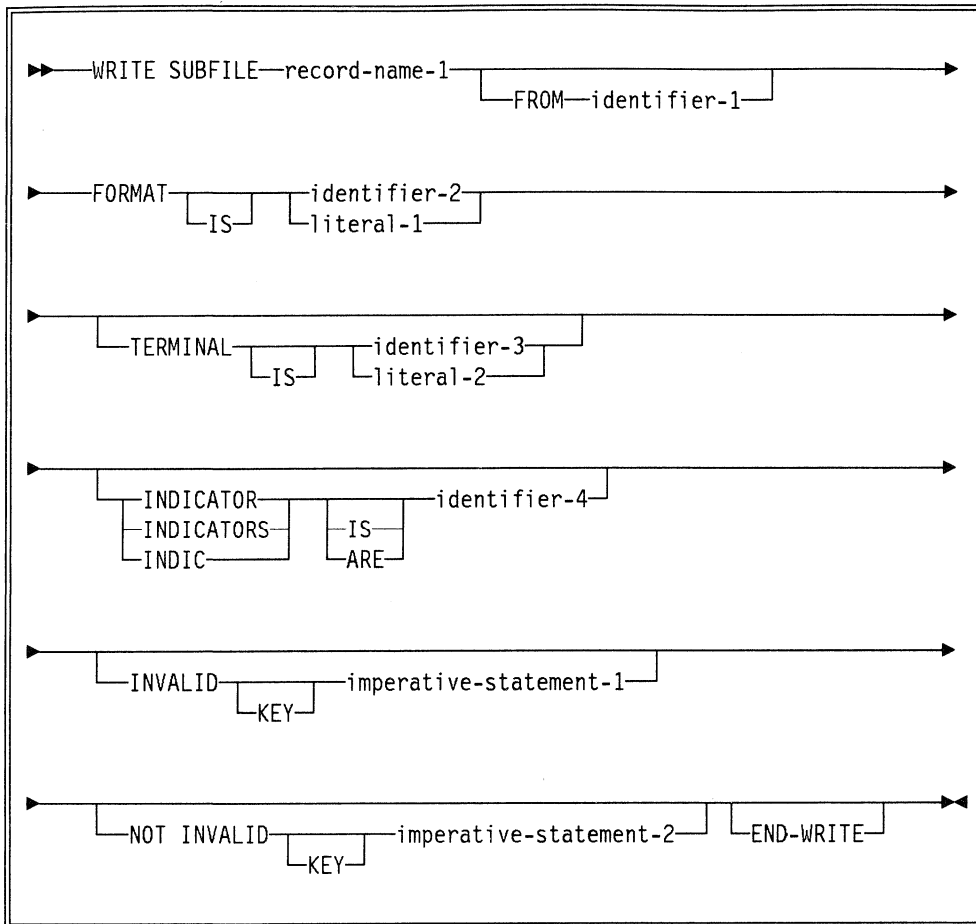 WRITE SUBFILE record-name-1
FROM identifier-1
FORMAT identifier-2
IS literal-1
TERMINAL identifier-3
IS literal-2
INDICATOR identifier-4
INDICATORS IS
INDIC ARE
INVALID imperative-statement-1
KEY
NOT INVALID imperative-statement-2 END-WRITE
KEY